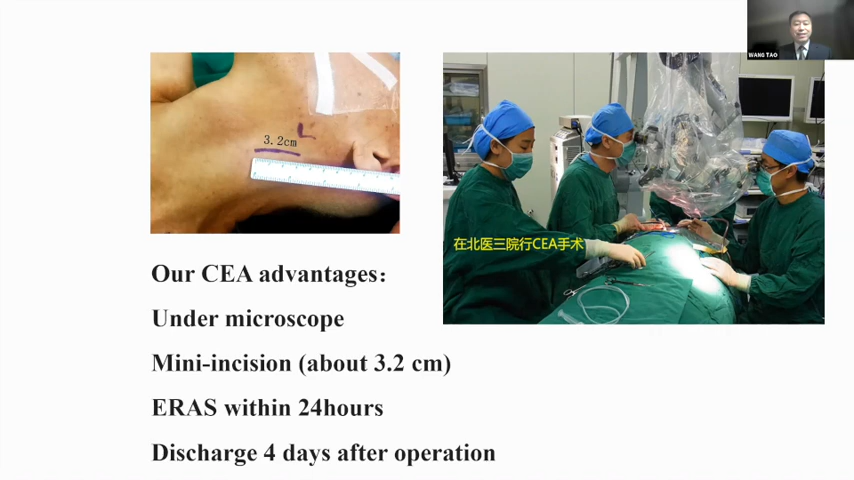 WANG TAO
3.2cm
在北医三院行CEA手术
Our CEA advantages：
Under microscope
Mini-incision (about 3.2 cm)
ERAS within 24hours
Discharge 4 days after operation